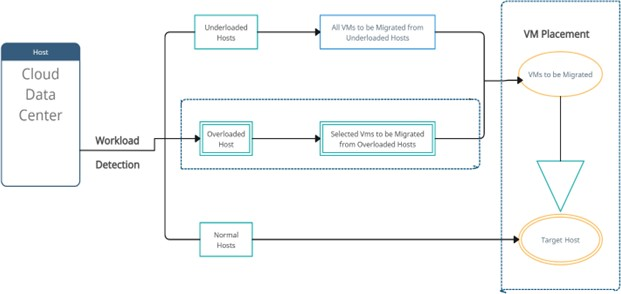 Host
Cloud
Data
Center
Workload
Detection
Underloaded
Hosts
All VMs to be Migrated from
Underloaded Hosts
Overloaded
Host
Selected Vms to be Migrated
from Overloaded Hosts
Normal
Hosts
VM Placement
VMs to be Migrated
Target Host